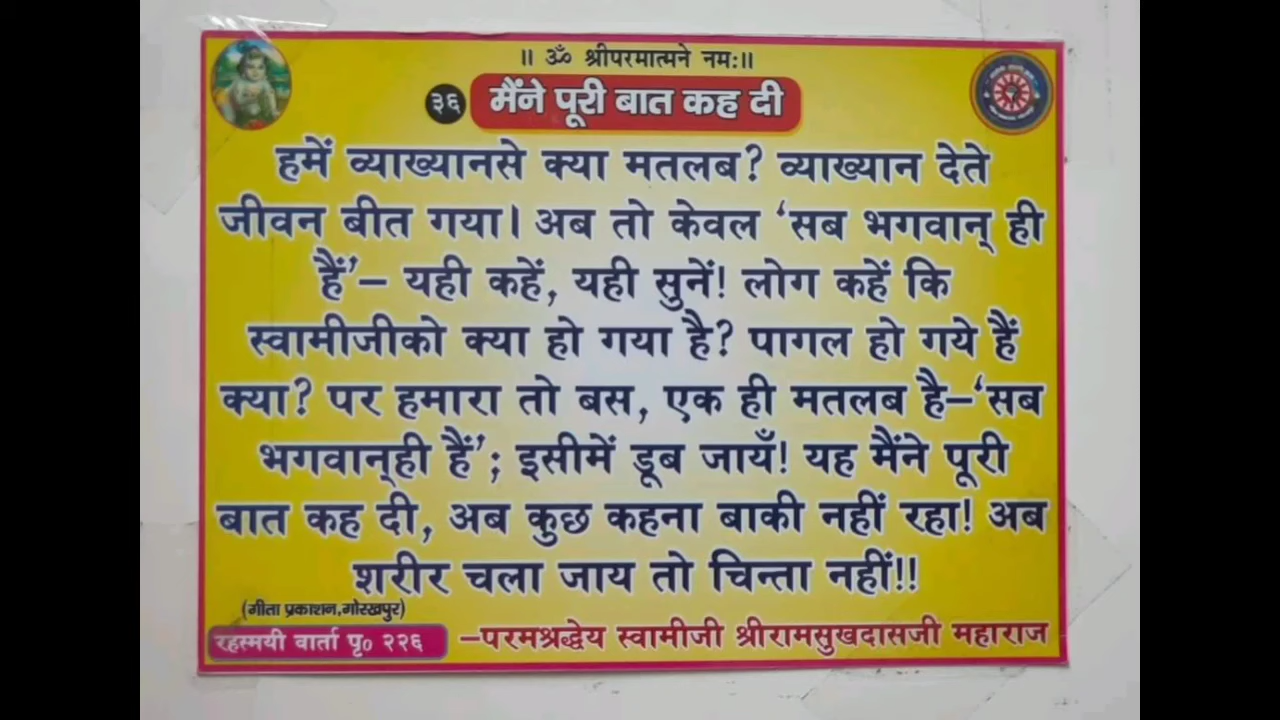 ॥ ॐ श्रीपरमात्मने नमः॥
३६ मैंने पूरी बात कह दी
हमें व्याख्यानसे क्या मतलब? व्याख्यान देते
जीवन बीत गया। अब तो केवल ‘सब भगवान् ही
हैं’– यही कहें, यही सुनें! लोग कहें कि
स्वामीजीको क्या हो गया है? पागल हो गये हैं
क्या? पर हमारा तो बस, एक ही मतलब है–‘सब
भगवान्‌ही हैं’; इसीमें डूब जायँ! यह मैंने पूरी
बात कह दी, अब कुछ कहना बाकी नहीं रहा! अब
शरीर चला जाय तो चिन्ता नहीं!!
(गीता प्रकाशन,गोरखपुर)
रहस्मयी वार्ता पृ० २२६ –परमश्रद्धेय स्वामीजी श्रीरामसुखदासजी महाराज